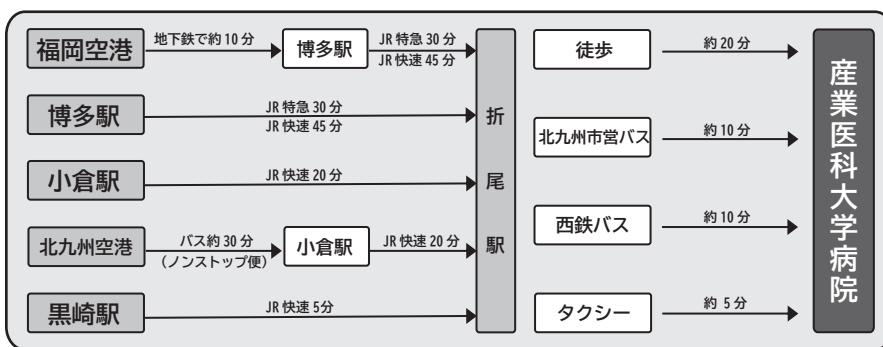 福岡空港
地下鉄で約10分
博多駅
JR特急30分
JR快速45分
博多駅
JR特急30分
JR快速45分
小倉駅
JR快速20分
北九州空港
バス約30分
(ノンストップ便)
小倉駅
JR快速20分
黒崎駅
JR快速5分
折尾駅
徒歩
約20分
北九州市営バス
約10分
西鉄バス
約10分
タクシー
約 5分
産業医科大学病院